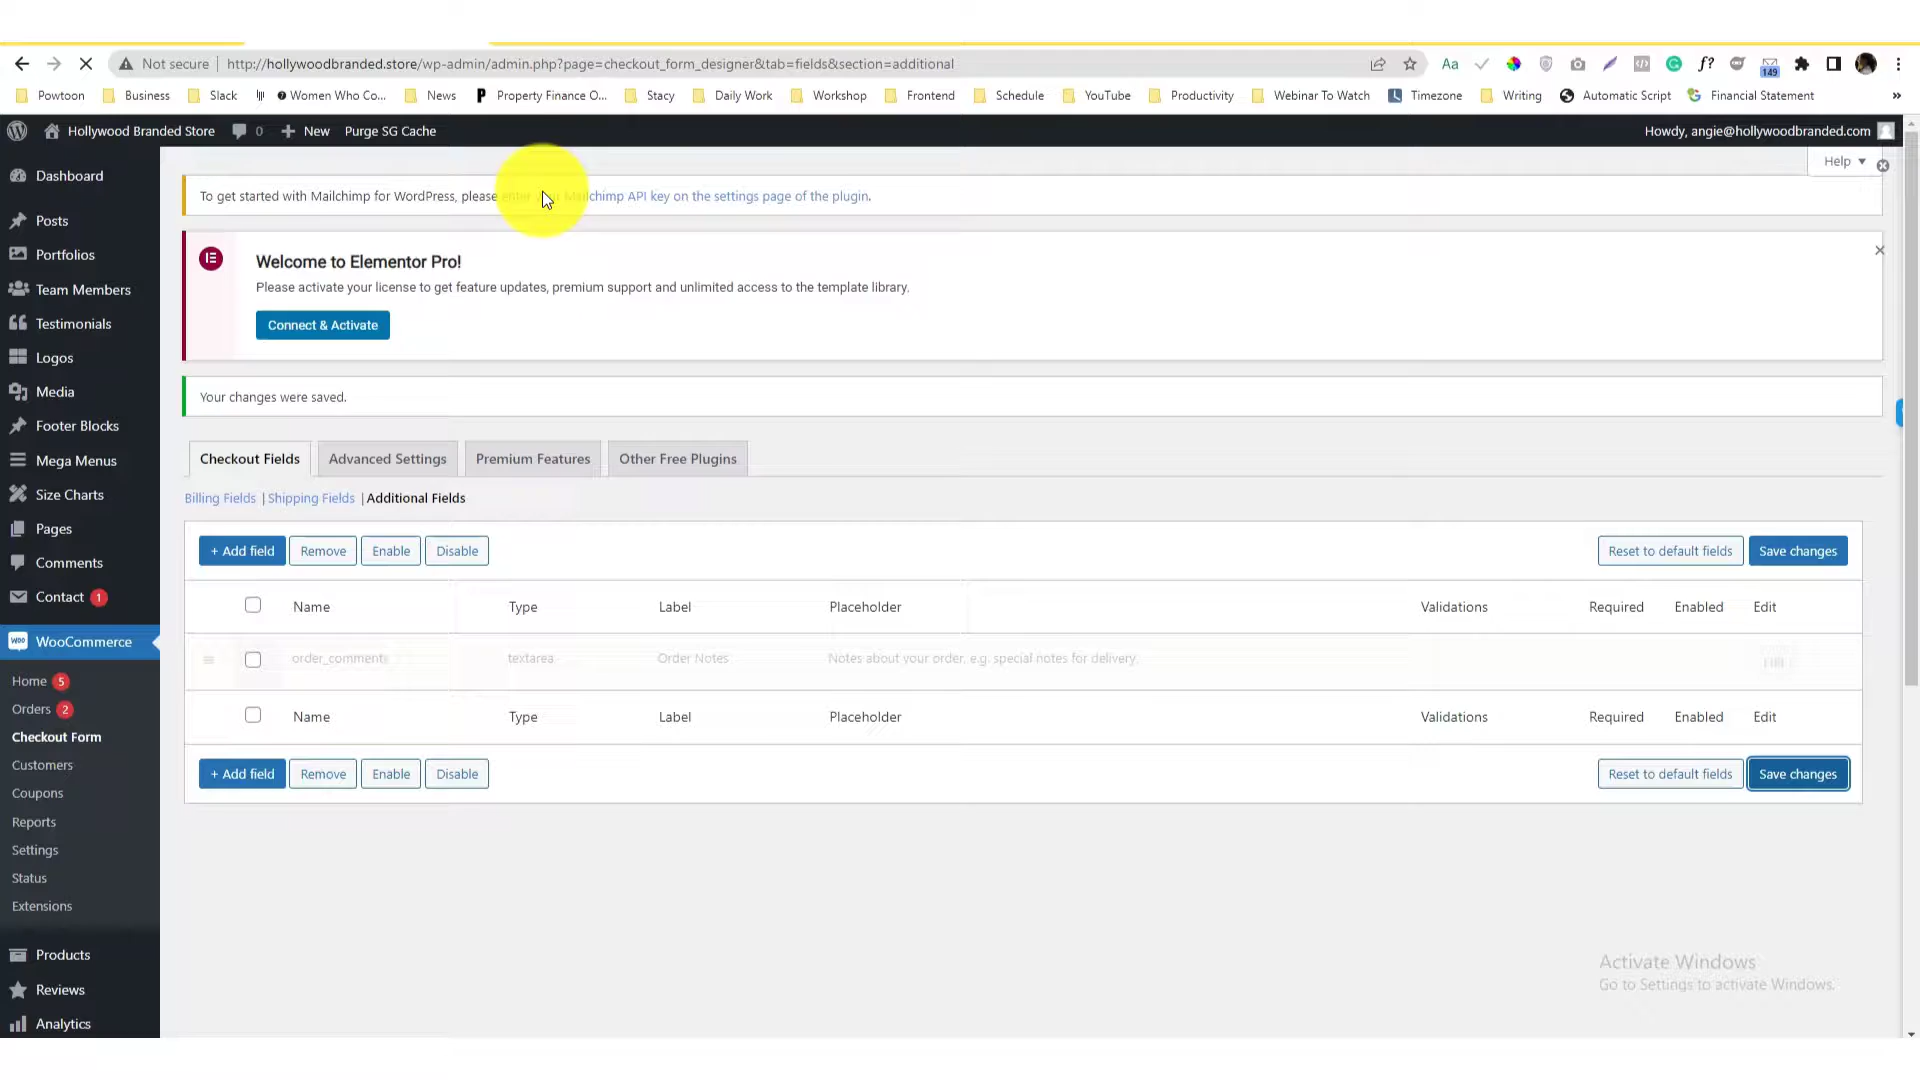 Not secure
http://hollywoodbranded.store/wp-admin/admin.php?page=checkout_form_designer&tab=fields&section=additional
Aa
f?
149
Powtoon
Business
Slack
Women Who Co...
News
Property Finance O...
Stacy
Daily Work
Workshop
Frontend
Schedule
YouTube
Productivity
Webinar To Watch
Timezone
Writing
Automatic Script
Financial Statement
»
Hollywood Branded Store
0
New
Purge SG Cache
Howdy, angie@hollywoodbranded.com
Help
Dashboard
Posts
Portfolios
Team Members
Testimonials
Logos
Media
Footer Blocks
Mega Menus
Size Charts
Pages
Comments
Contact 1
WooCommerce
Home 5
Orders 2
Checkout Form
Customers
Coupons
Reports
Settings
Status
Extensions
Products
Reviews
Analytics
To get started with Mailchimp for WordPress, please enter Mailchimp API key on the settings page of the plugin.
Welcome to Elementor Pro!
Please activate your license to get feature updates, premium support and unlimited access to the template library.
Connect & Activate
Your changes were saved.
Checkout Fields
Advanced Settings
Premium Features
Other Free Plugins
Billing Fields | Shipping Fields | Additional Fields
+ Add field
Remove
Enable
Disable
Reset to default fields
Save changes
Name
Type
Label
Placeholder
Validations
Required
Enabled
Edit
order_comments
textarea
Order Notes
Notes about your order, e.g. special notes for delivery.
Name
Type
Label
Placeholder
Validations
Required
Enabled
Edit
+ Add field
Remove
Enable
Disable
Reset to default fields
Save changes
Activate Windows
Go to Settings to activate Windows.